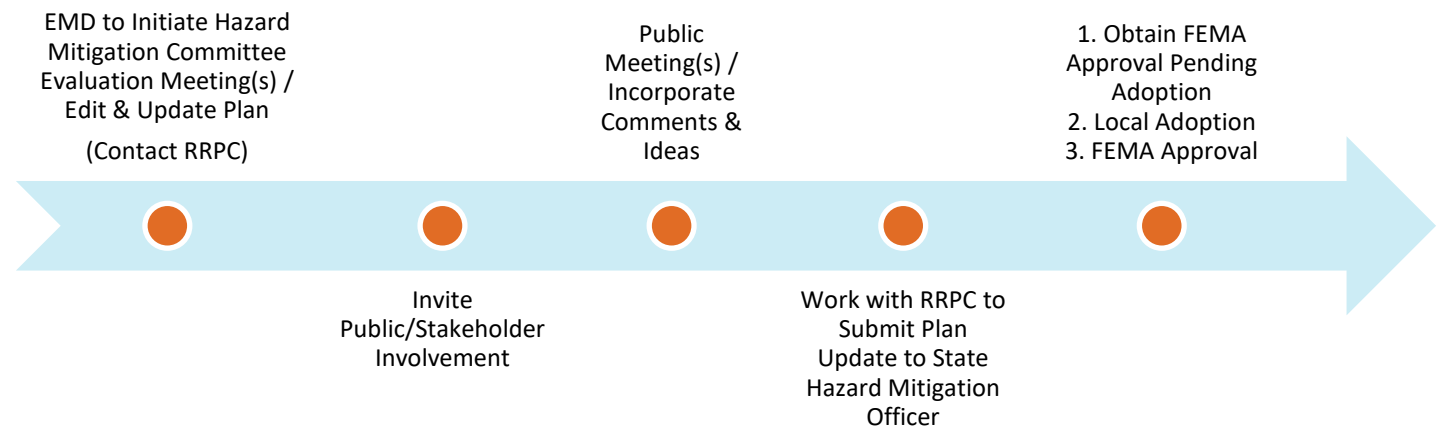 EMD to Initiate Hazard
Mitigation Committee
Evaluation Meeting(s) /
Edit & Update Plan
(Contact RRPC)
Invite
Public/Stakeholder
Involvement
Public
Meeting(s) /
Incorporate
Comments &
Ideas
Work with RRPC to
Submit Plan
Update to State
Hazard Mitigation
Officer
1. Obtain FEMA
Approval Pending
Adoption
2. Local Adoption
3. FEMA Approval